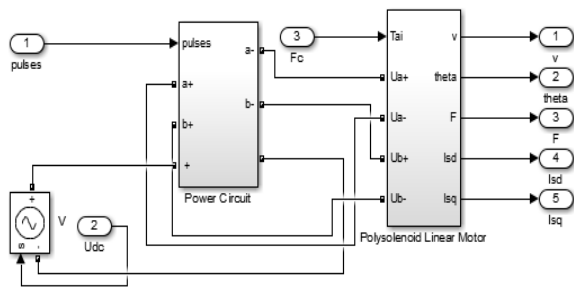 1
pulses
pulses
a+
b+
+
a-
b-
Power Circuit
+
s
-
V
2
Udc
3
Fc
Tai
Ua+
Ua-
Ub+
Ub-
v
theta
F
Isd
Isq
Polysolenoid Linear Motor
1
v
2
theta
3
F
4
Isd
5
Isq